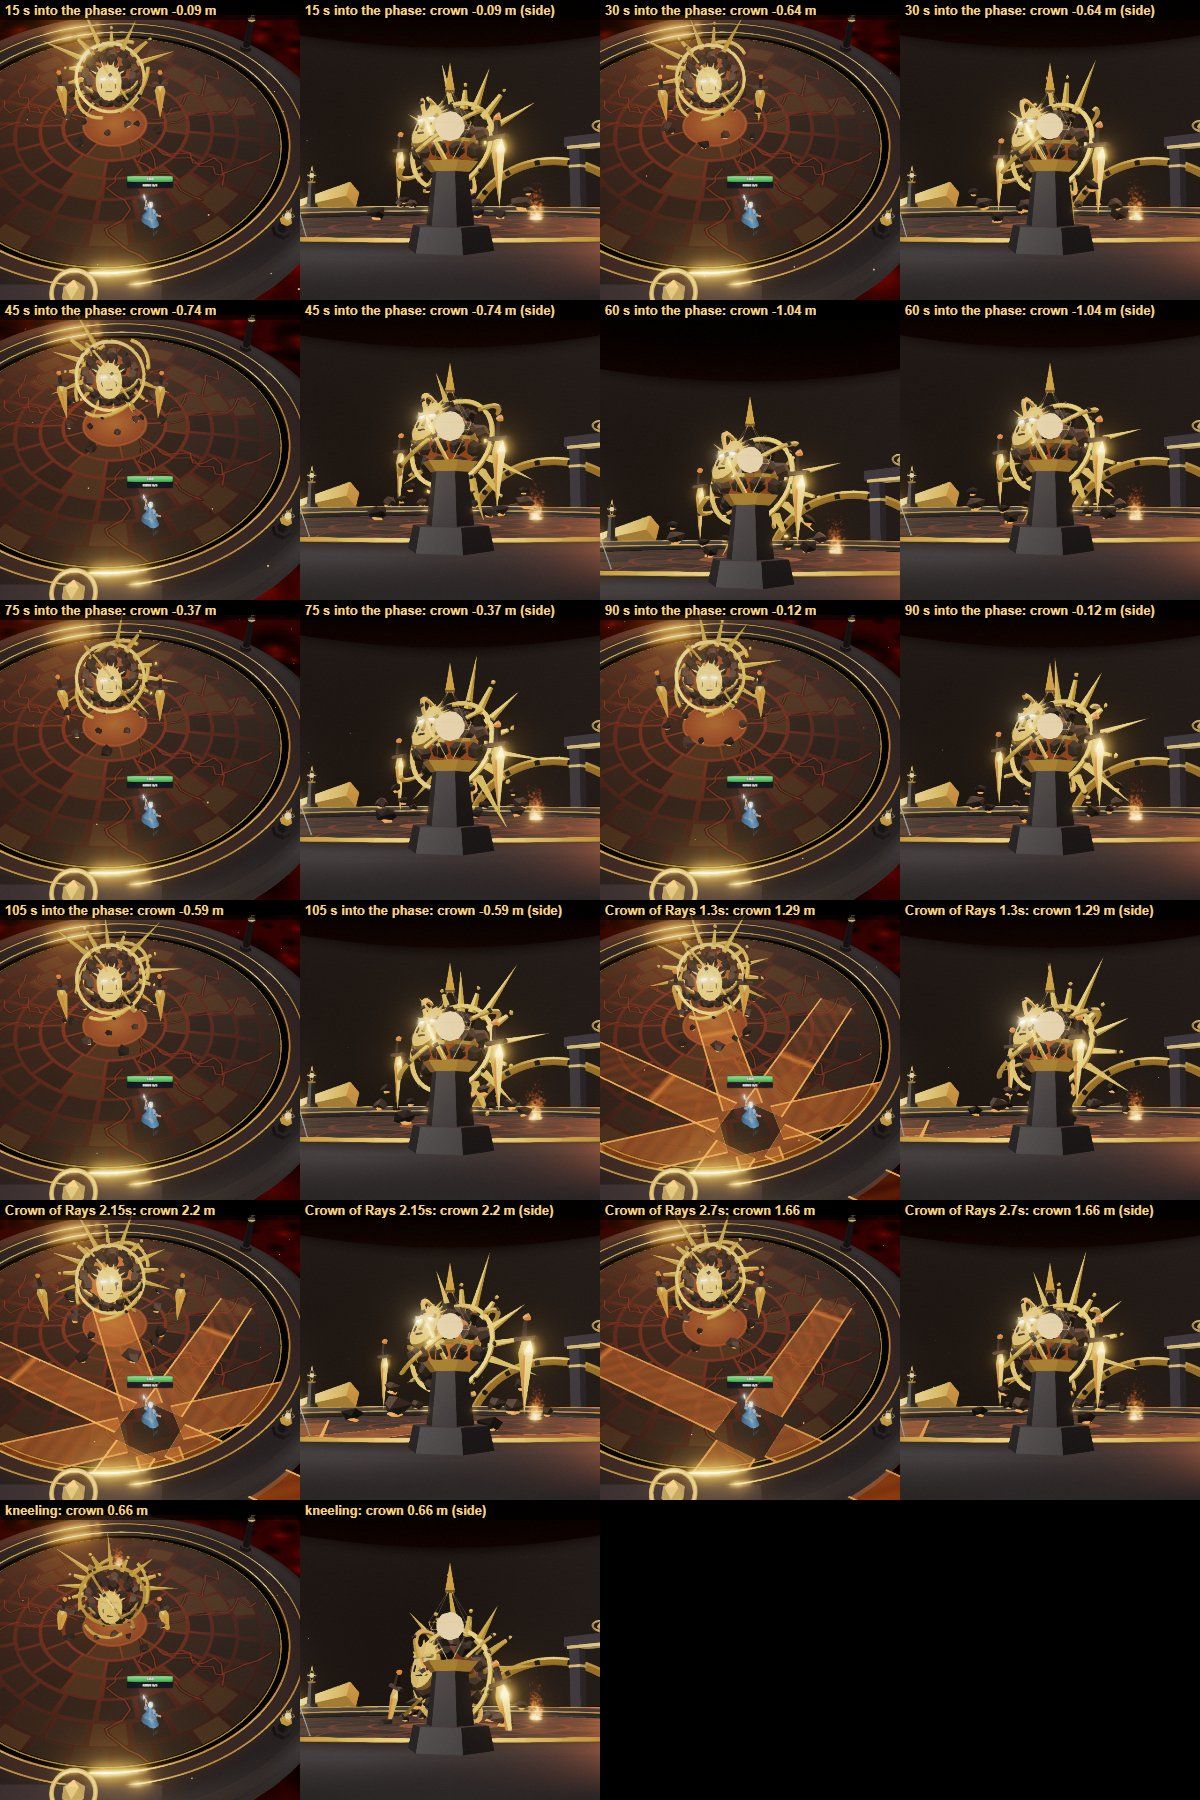 15 s into the phase: crown -0.09 m
15 s into the phase: crown -0.09 m (side)
30 s into the phase: crown -0.64 m
30 s into the phase: crown -0.64 m (side)
45 s into the phase: crown -0.74 m
45 s into the phase: crown -0.74 m (side)
60 s into the phase: crown -1.04 m
60 s into the phase: crown -1.04 m (side)
75 s into the phase: crown -0.37 m
75 s into the phase: crown -0.37 m (side)
90 s into the phase: crown -0.12 m
90 s into the phase: crown -0.12 m (side)
105 s into the phase: crown -0.59 m
105 s into the phase: crown -0.59 m (side)
Crown of Rays 1.3s: crown 1.29 m
Crown of Rays 1.3s: crown 1.29 m (side)
Crown of Rays 2.15s: crown 2.2 m
Crown of Rays 2.15s: crown 2.2 m (side)
Crown of Rays 2.7s: crown 1.66 m
Crown of Rays 2.7s: crown 1.66 m (side)
kneeling: crown 0.66 m
kneeling: crown 0.66 m (side)